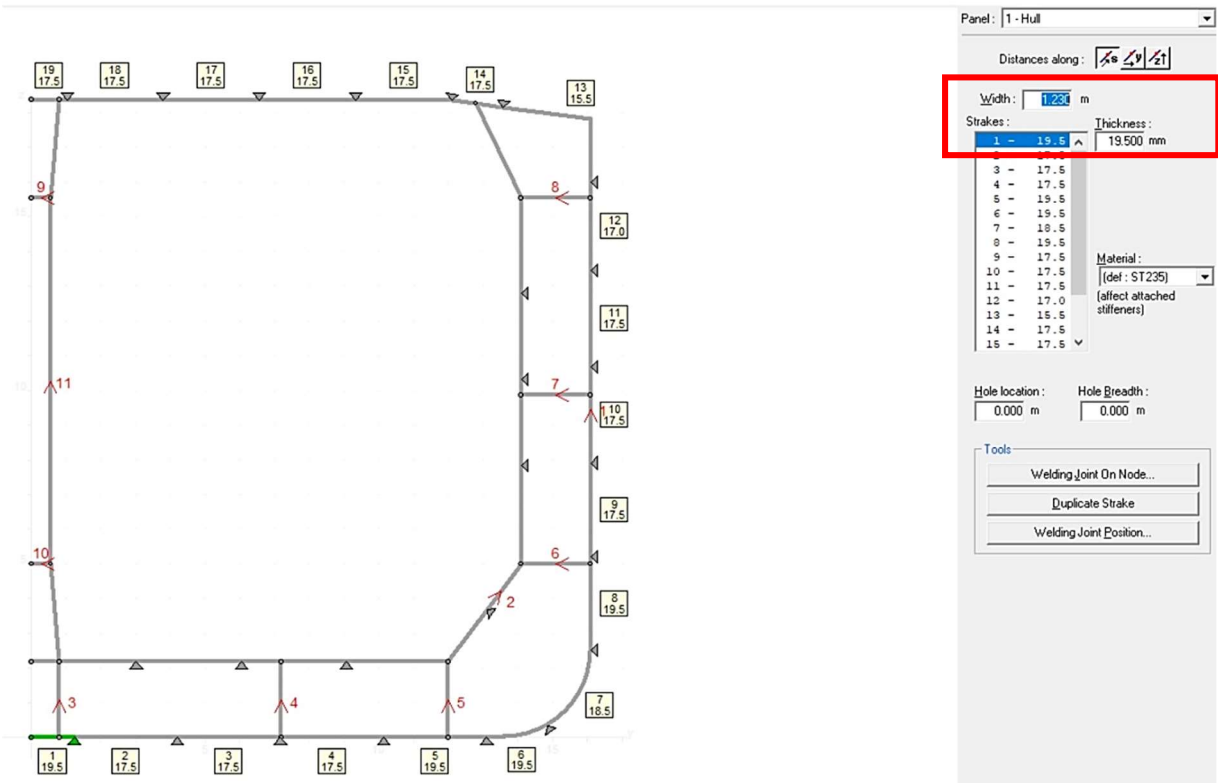 Panel : 1 - Hull
Distances along : s y z
Width : 1.230 m
Strakes :
Thickness :
19.500 mm
1 - 19.5
3 - 17.5
4 - 17.5
5 - 19.5
6 - 19.5
7 - 18.5
8 - 19.5
9 - 17.5
10 - 17.5
11 - 17.5
12 - 17.0
13 - 15.5
14 - 17.5
15 - 17.5
Material :
(def : ST235)
(affect attached
stiffeners)
Hole location :
0.000 m
Hole Breadth :
0.000 m
Tools
Welding Joint On Node...
Duplicate Strake
Welding Joint Position...
19
17.5
18
17.5
17
17.5
16
17.5
15
17.5
14
17.5
13
15.5
9
8
12
17.0
11
17.5
11
7
1
10
17.5
9
17.5
10
6
2
8
19.5
3
4
5
7
18.5
1
19.5
2
17.5
3
17.5
4
17.5
5
19.5
6
19.5